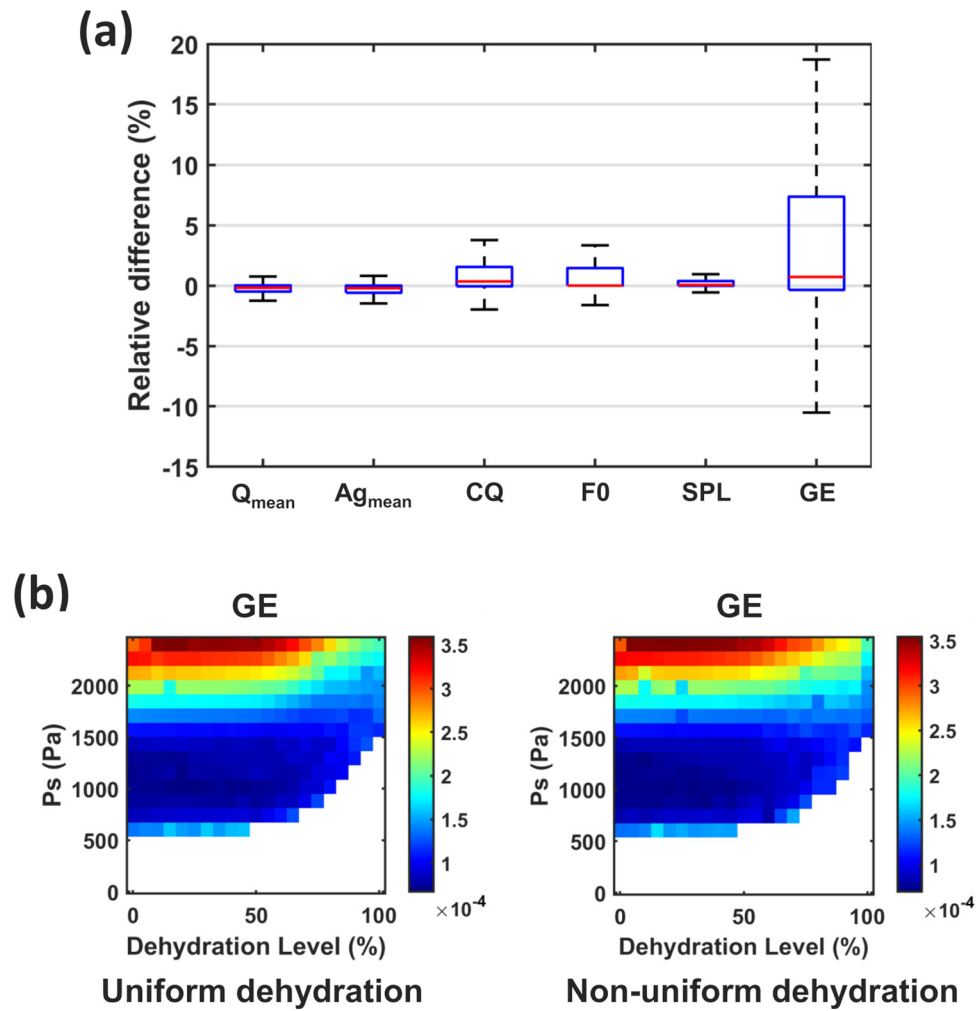 (a)
Relative difference (%)
20
15
10
5
0
-5
-10
-15
Qmean
Agmean
CQ
F0
SPL
GE
(b)
GE
Ps (Pa)
2000
1500
1000
500
0
0
50
100
Dehydration Level (%)
3.5
3
2.5
2
1.5
1
×10-4
Uniform dehydration
GE
Ps (Pa)
2000
1500
1000
500
0
0
50
100
Dehydration Level (%)
3.5
3
2.5
2
1.5
1
×10-4
Non-uniform dehydration